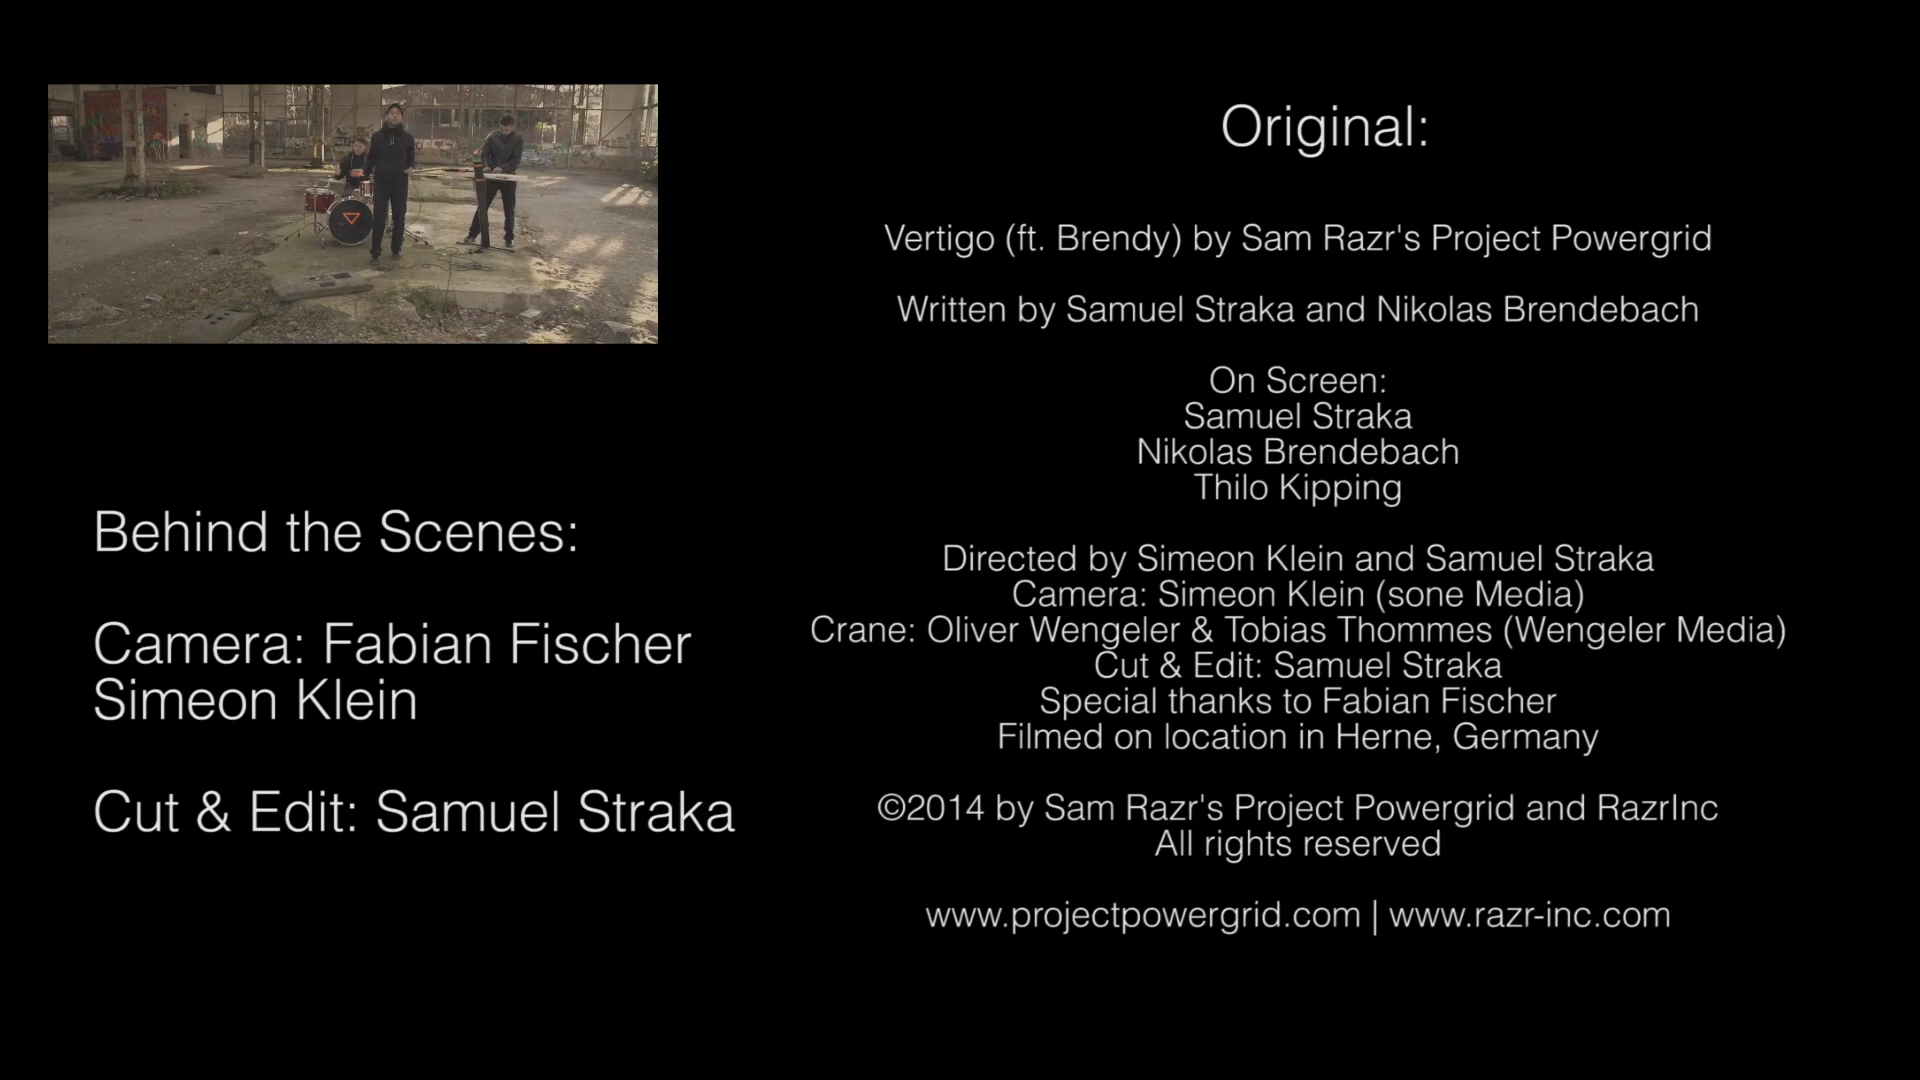 Behind the Scenes:
Camera: Fabian Fischer
Simeon Klein
Cut & Edit: Samuel Straka
Original:
Vertigo (ft. Brendy) by Sam Razr's Project Powergrid
Written by Samuel Straka and Nikolas Brendebach
On Screen:
Samuel Straka
Nikolas Brendebach
Thilo Kipping
Directed by Simeon Klein and Samuel Straka
Camera: Simeon Klein (sone Media)
Crane: Oliver Wengeler & Tobias Thommes (Wengeler Media)
Cut & Edit: Samuel Straka
Special thanks to Fabian Fischer
Filmed on location in Herne, Germany
©2014 by Sam Razr's Project Powergrid and RazrInc
All rights reserved
www.projectpowergrid.com | www.razr-inc.com